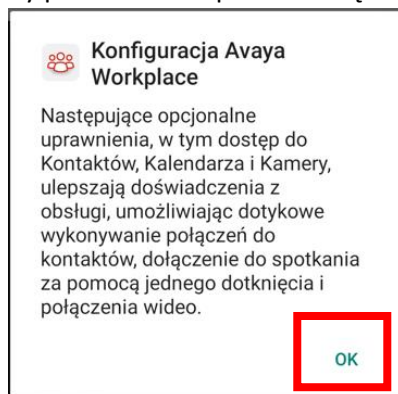 Konfiguracja Avaya
Workplace
Następujące opcjonalne
uprawnienia, w tym dostęp do
Kontaktów, Kalendarza i Kamery,
ulepszają doświadczenia z
obsługi, umożliwiając dotykowe
wykonywanie połączeń do
kontaktów, dołączenie do spotkania
za pomocą jednego dotknięcia i
połączenia wideo.
OK